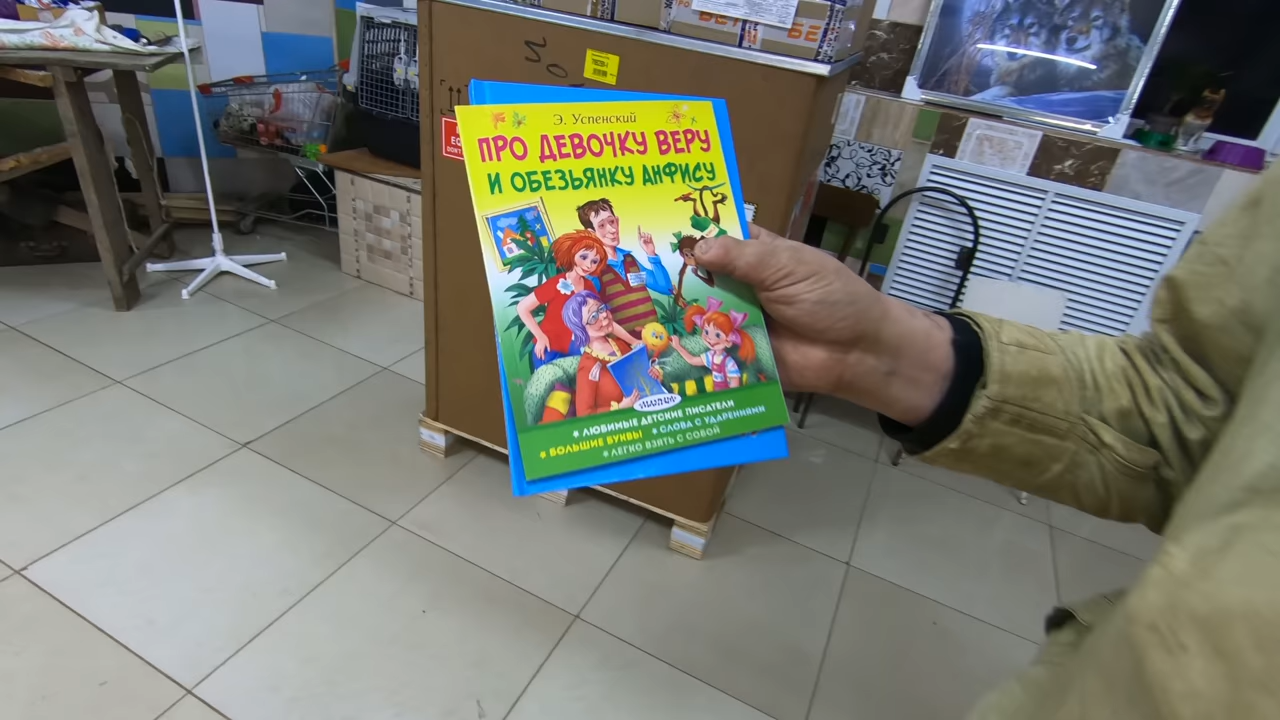 Э. Успенский
ПРО ДЕВОЧКУ ВЕРУ
И ОБЕЗЬЯНКУ АНФИСУ
* ЛЮБИМЫЕ ДЕТСКИЕ ПИСАТЕЛИ
* БОЛЬШИЕ БУКВЫ * СЛОВА С УДАРЕНИЯМИ
* ЛЕГКО ВЗЯТЬ С СОБОЙ